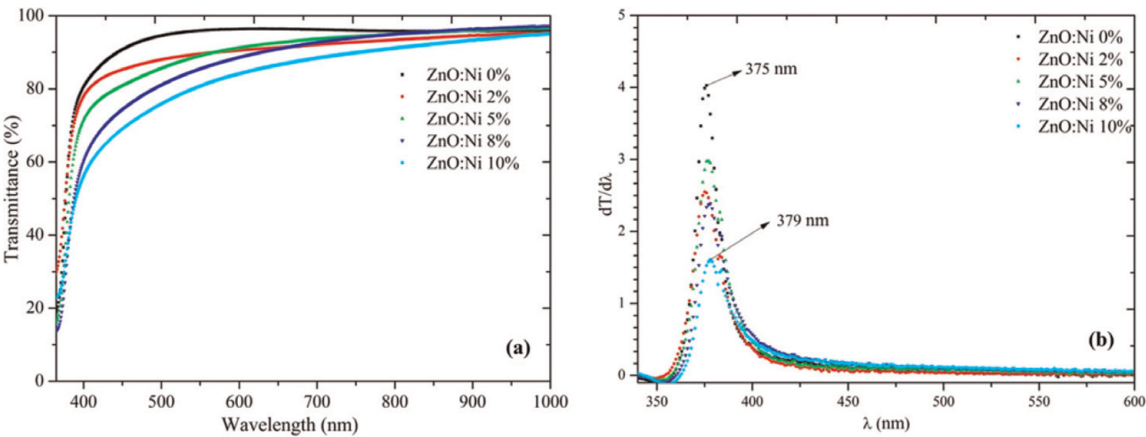 100
80
60
40
20
0
Transmittance (%)
400
500
600
700
800
900
1000
Wavelength (nm)
ZnO:Ni 0%
ZnO:Ni 2%
ZnO:Ni 5%
ZnO:Ni 8%
ZnO:Ni 10%
(a)
5
4
3
2
1
0
dT/dλ
350
400
450
500
550
600
λ (nm)
375 nm
379 nm
ZnO:Ni 0%
ZnO:Ni 2%
ZnO:Ni 5%
ZnO:Ni 8%
ZnO:Ni 10%
(b)